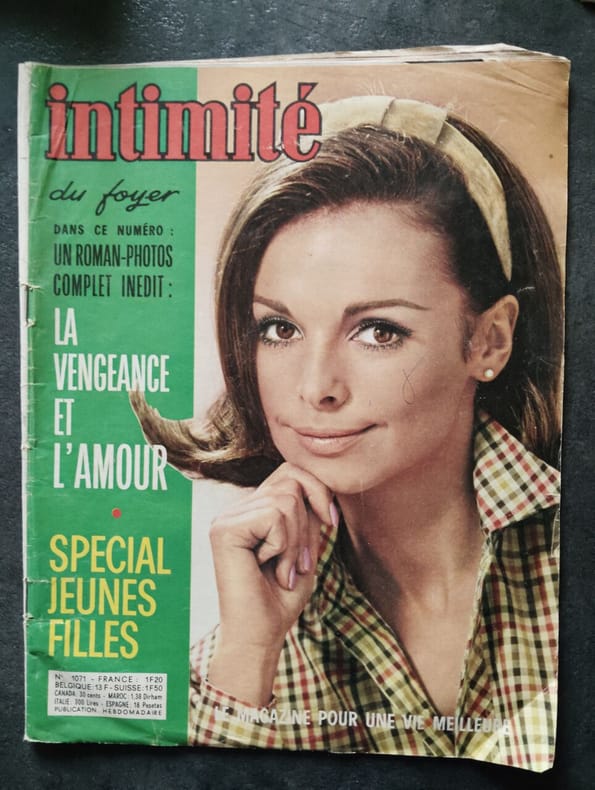 intimité
du foyer
DANS CE NUMÉRO :
UN ROMAN-PHOTOS
COMPLET INEDIT :
LA
VENGEANCE
ET
L'AMOUR
SPECIAL
JEUNES
FILLES
N° 1071 - FRANCE : 1F20
BELGIQUE : 13 F - SUISSE : 1F50
CANADA: 30 cents - MAROC: 1,38 Dirham
ITALIE: 300 Lires - ESPAGNE: 18 Pesetas
PUBLICATION HEBDOMADAIRE
LE MAGAZINE POUR UNE VIE MEILLEURE